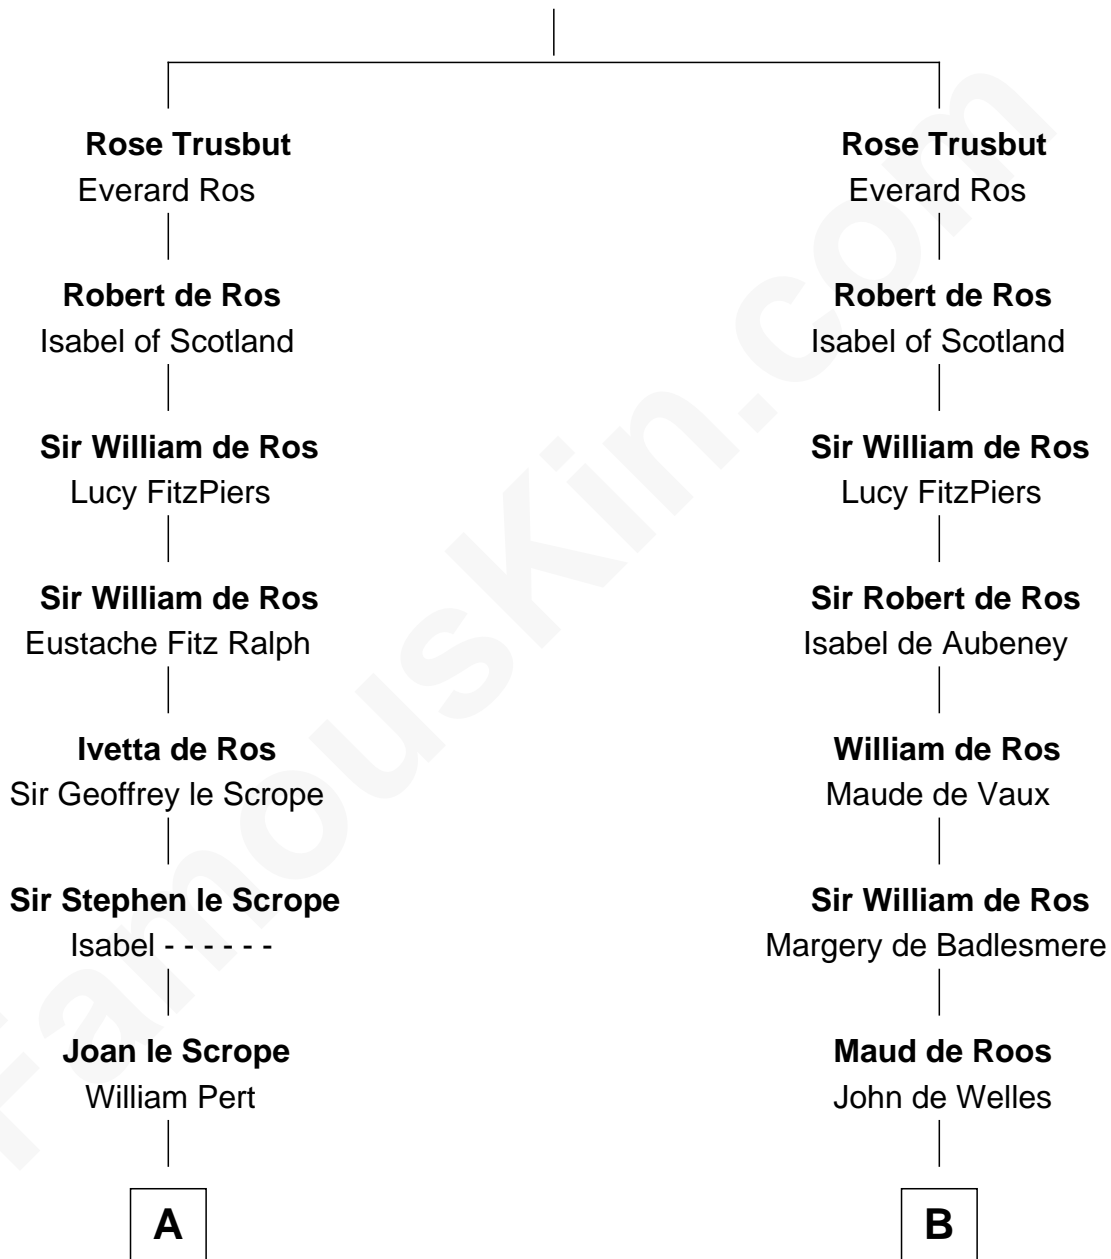 Rose Trusbut
Everard Ros
Robert de Ros
Isabel of Scotland
Sir William de Ros
Lucy FitzPiers
Sir William de Ros
Eustache Fitz Ralph
Ivetta de Ros
Sir Geoffrey le Scrope
Sir Stephen le Scrope
Isabel - - - - - -
Joan le Scrope
William Pert
A
Rose Trusbut
Everard Ros
Robert de Ros
Isabel of Scotland
Sir William de Ros
Lucy FitzPiers
Sir Robert de Ros
Isabel de Aubeney
William de Ros
Maude de Vaux
Sir William de Ros
Margery de Badlesmere
Maud de Roos
John de Welles
B
FamousKin.com